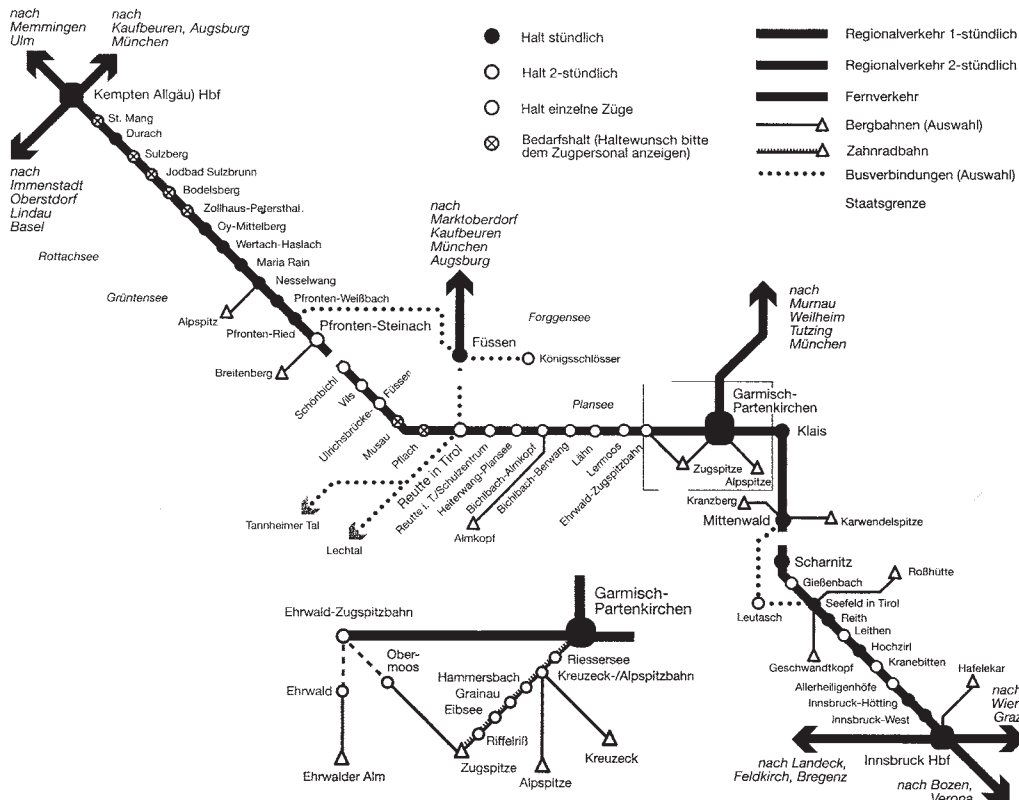 nach
Memmingen
Ulm
nach
Kaufbeuren, Augsburg
München
Kempten Allgäu) Hbf
nach
Immenstadt
Oberstdorf
Lindau
Basel
St. Mang
Durach
Sulzberg
Jodbad Sulzbrunn
Bodelsberg
Zollhaus-Petersthal
Oy-Mittelberg
Wertach-Haslach
Maria Rain
Nesselwang
Pfronten-Weißbach
Pfronten-Ried
Pfronten-Steinach
Rottachsee
Grüntensee
Alpspitz
Breitenberg
Halt stündlich
Halt 2-stündlich
Halt einzelne Züge
Bedarfshalt (Haltewunsch bitte
dem Zugpersonal anzeigen)
Regionalverkehr 1-stündlich
Regionalverkehr 2-stündlich
Fernverkehr
Bergbahnen (Auswahl)
Zahnradbahn
Busverbindungen (Auswahl)
Staatsgrenze
nach
Marktoberdorf
Kaufbeuren
München
Augsburg
Füssen
Forggensee
Königsschlösser
Schönbichl
Vils
Ulrichsbrücke-
Füssen
Musau
Pflach
Reutte in Tirol
Reutte i. T./Schulzentrum
Heiterwang-Plansee
Bichlbach-Almkopf
Bichlbach-Berwang
Lähn
Lermoos
Ehrwald-Zugspitzbahn
Plansee
Tannheimer Tal
Lechtal
Almkopf
nach
Murnau
Weilheim
Tutzing
München
Garmisch-
Partenkirchen
Klais
Zugspitze
Alpspitze
Kranzberg
Mittenwald
Karwendelspitze
Scharnitz
Gießenbach
Roßhütte
Leutasch
Seefeld in Tirol
Reith
Leithen
Hochzirl
Geschwandtkopf
Kranebitten
Allerheiligenhöfe
Hafelekar
Innsbruck-Hötting
Innsbruck-West
nach
Wien
Graz
Innsbruck Hbf
nach Landeck,
Feldkirch, Bregenz
nach Bozen,
Verona
Ehrwald-Zugspitzbahn
Garmisch-
Partenkirchen
Ober-
moos
Ehrwald
Riessersee
Kreuzeck-/Alpspitzbahn
Hammersbach
Grainau
Eibsee
Riffelriß
Ehrwalder Alm
Zugspitze
Alpspitze
Kreuzeck